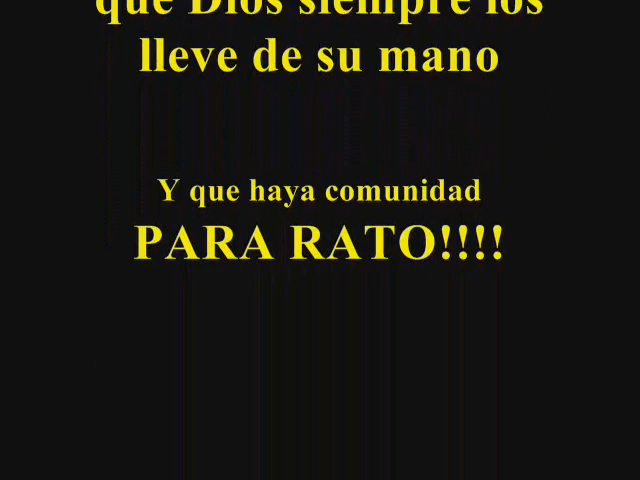 que Dios siempre los
lleve de su mano
Y que haya comunidad
PARA RATO!!!!